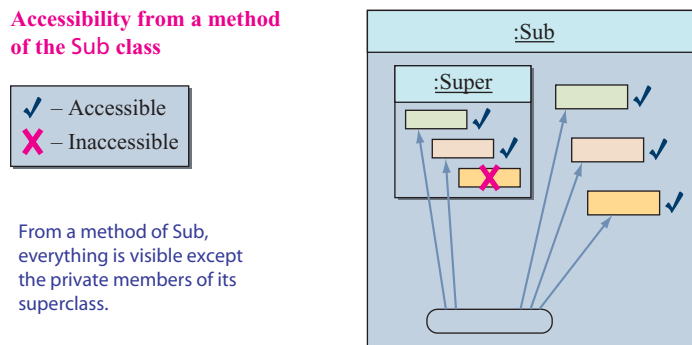 Accessibility from a method
of the Sub class
– Accessible
– Inaccessible
From a method of Sub,
everything is visible except
the private members of its
superclass.
:Sub
:Super